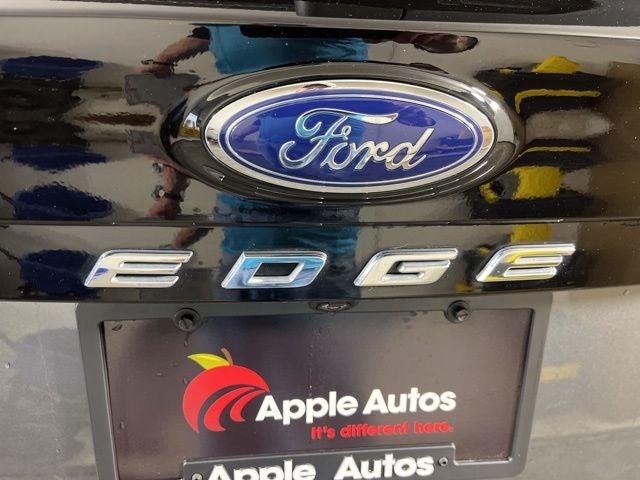 Ford
EDGE
Apple Autos
It's different here.
Apple Autos